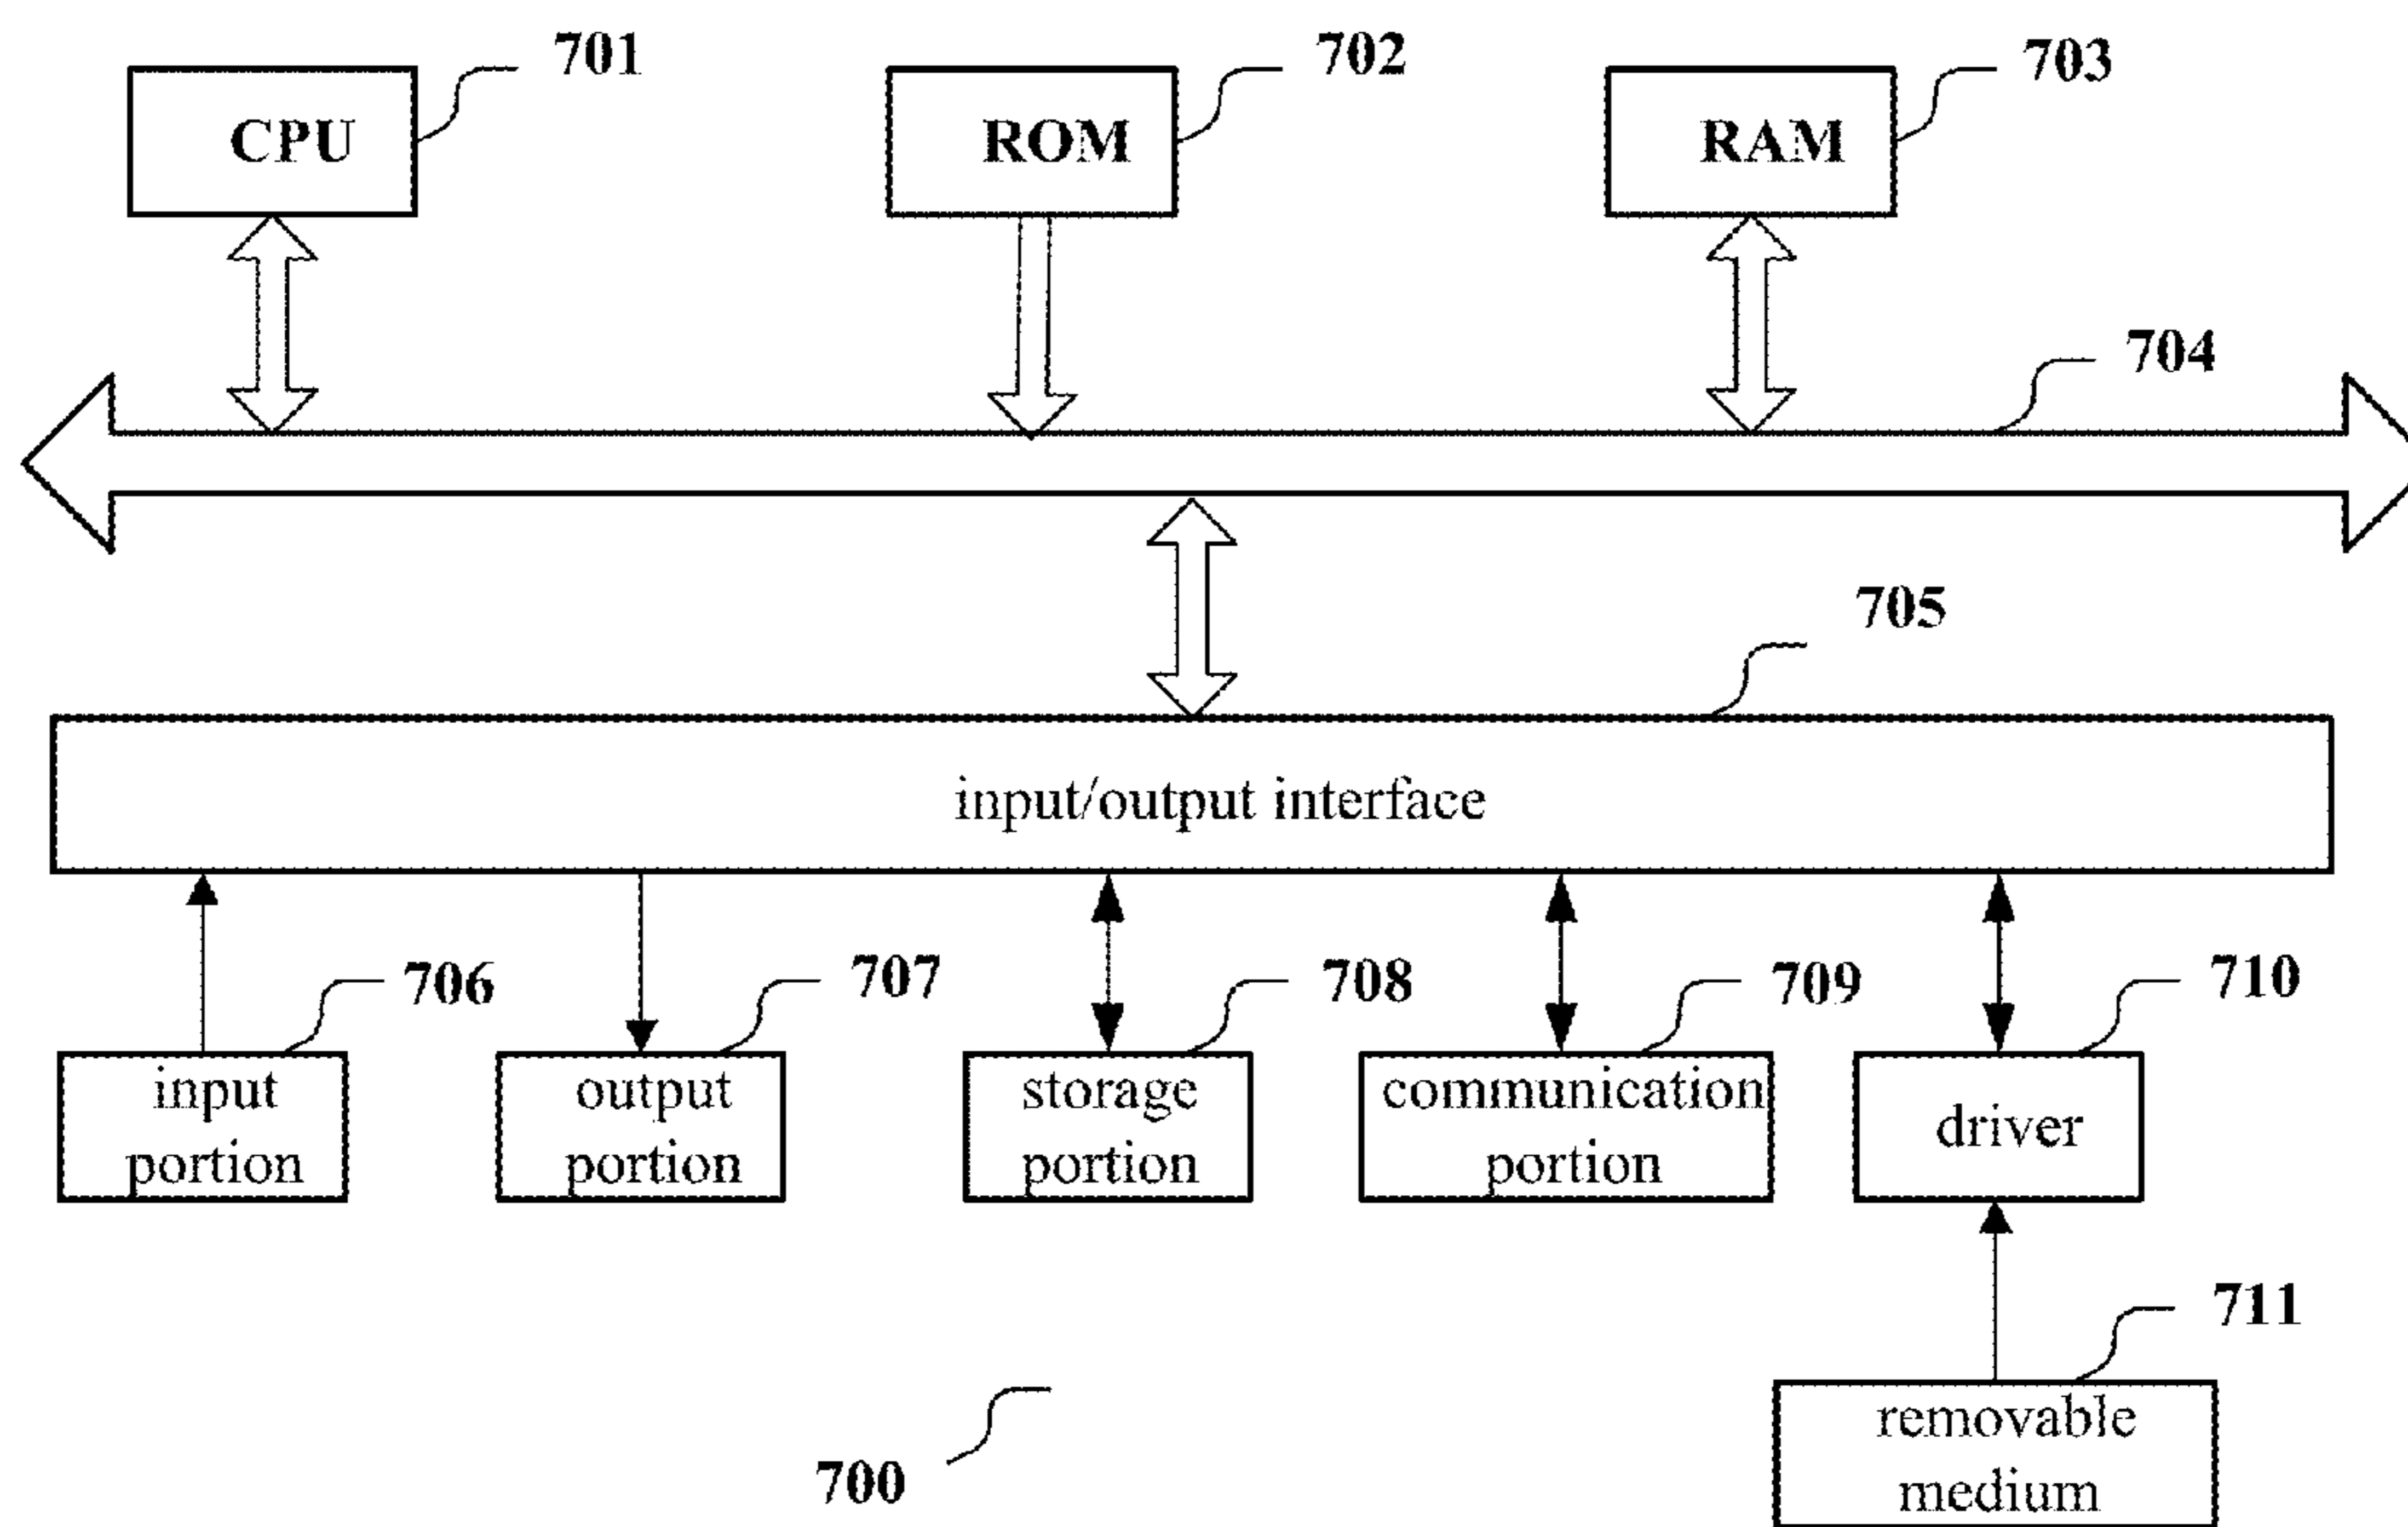 701
702
703
CPU
ROM
RAM
704
705
input/output interface
706
707
708
709
710
input
portion
output
portion
storage
portion
communication
portion
driver
711
removable
medium
700